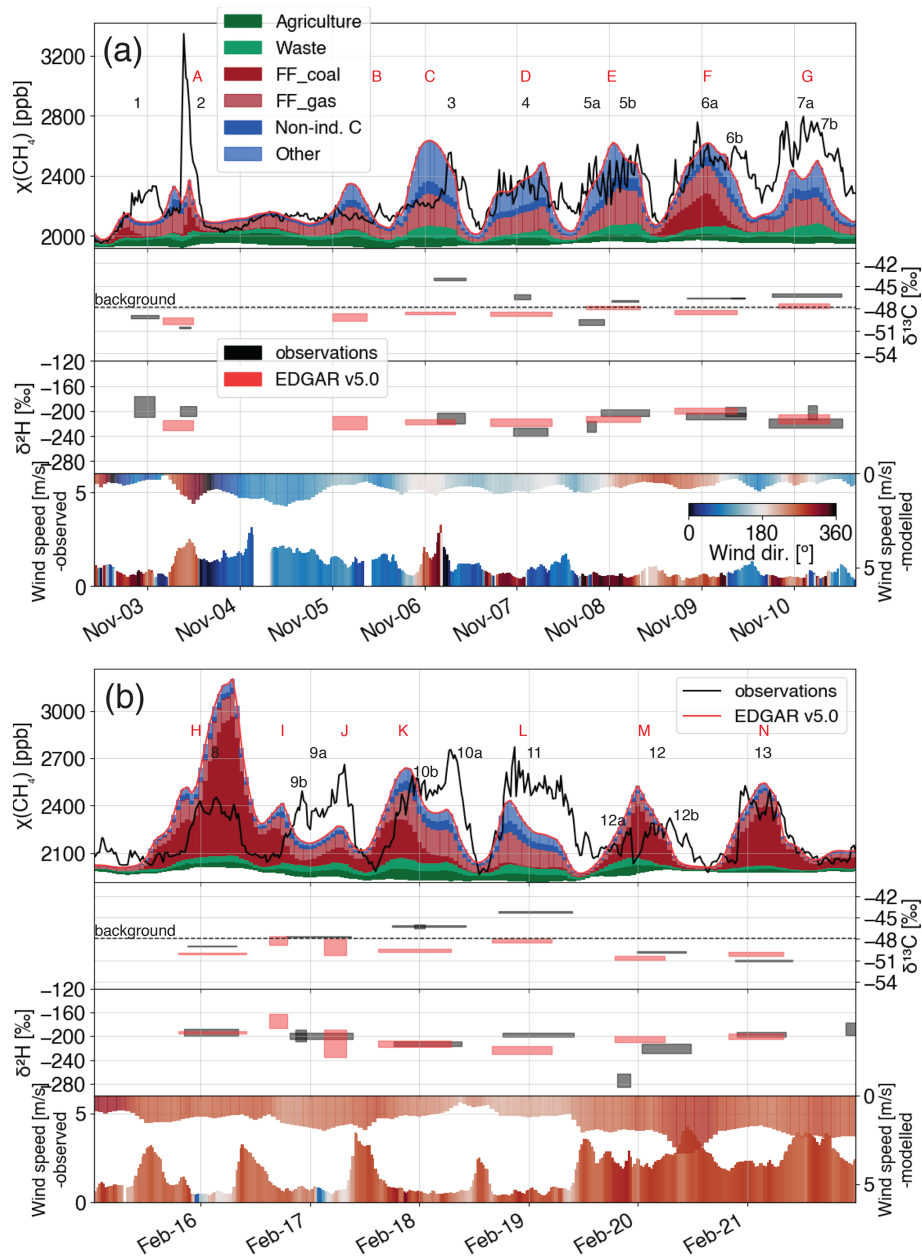 (a)
Agriculture
Waste
FF_coal
FF_gas
Non-ind. C
Other
A B C D E F G
1 2 3 4 5a 5b 6a 6b 7a 7b
χ(CH₄) [ppb]
3200
2800
2400
2000
background
−42
−45
−48
−51
−54
δ¹³C [‰]
observations
EDGAR v5.0
δ²H [‰]
−120
−160
−200
−240
−280
Wind speed [m/s]
-observed
5
0
0
5
Wind speed [m/s]
-modelled
0 180 360
Wind dir. [º]
Nov-03 Nov-04 Nov-05 Nov-06 Nov-07 Nov-08 Nov-09 Nov-10
(b)
observations
EDGAR v5.0
H I J K L M N
8 9b 9a 10b 10a 11 12a 12 12b 13
χ(CH₄) [ppb]
3000
2700
2400
2100
background
−42
−45
−48
−51
−54
δ¹³C [‰]
δ²H [‰]
−120
−160
−200
−240
−280
Wind speed [m/s]
-observed
5
0
0
5
Wind speed [m/s]
-modelled
Feb-16 Feb-17 Feb-18 Feb-19 Feb-20 Feb-21